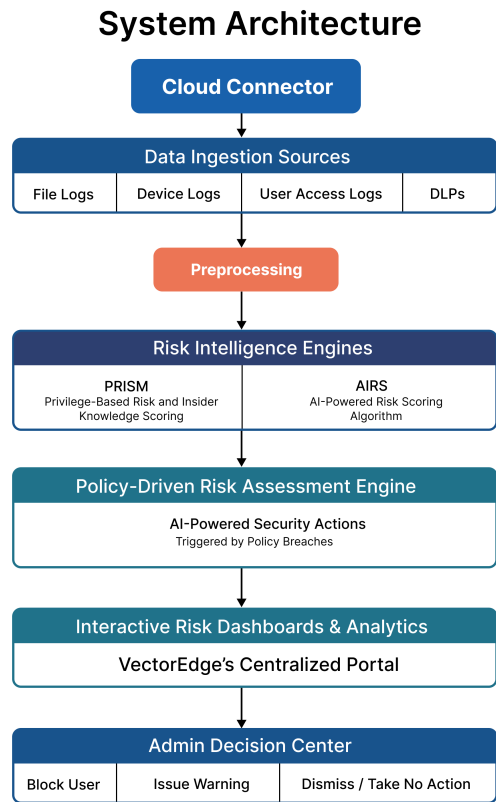 System Architecture
Cloud Connector
Data Ingestion Sources
File Logs
Device Logs
User Access Logs
DLPs
Preprocessing
Risk Intelligence Engines
PRISM
Privilege-Based Risk and Insider
Knowledge Scoring
AIRS
AI-Powered Risk Scoring
Algorithm
Policy-Driven Risk Assessment Engine
AI-Powered Security Actions
Triggered by Policy Breaches
Interactive Risk Dashboards & Analytics
VectorEdge’s Centralized Portal
Admin Decision Center
Block User
Issue Warning
Dismiss / Take No Action